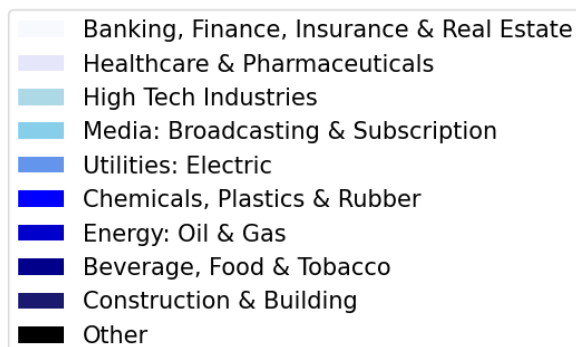 Banking, Finance, Insurance & Real Estate
Healthcare & Pharmaceuticals
High Tech Industries
Media: Broadcasting & Subscription
Utilities: Electric
Chemicals, Plastics & Rubber
Energy: Oil & Gas
Beverage, Food & Tobacco
Construction & Building
Other